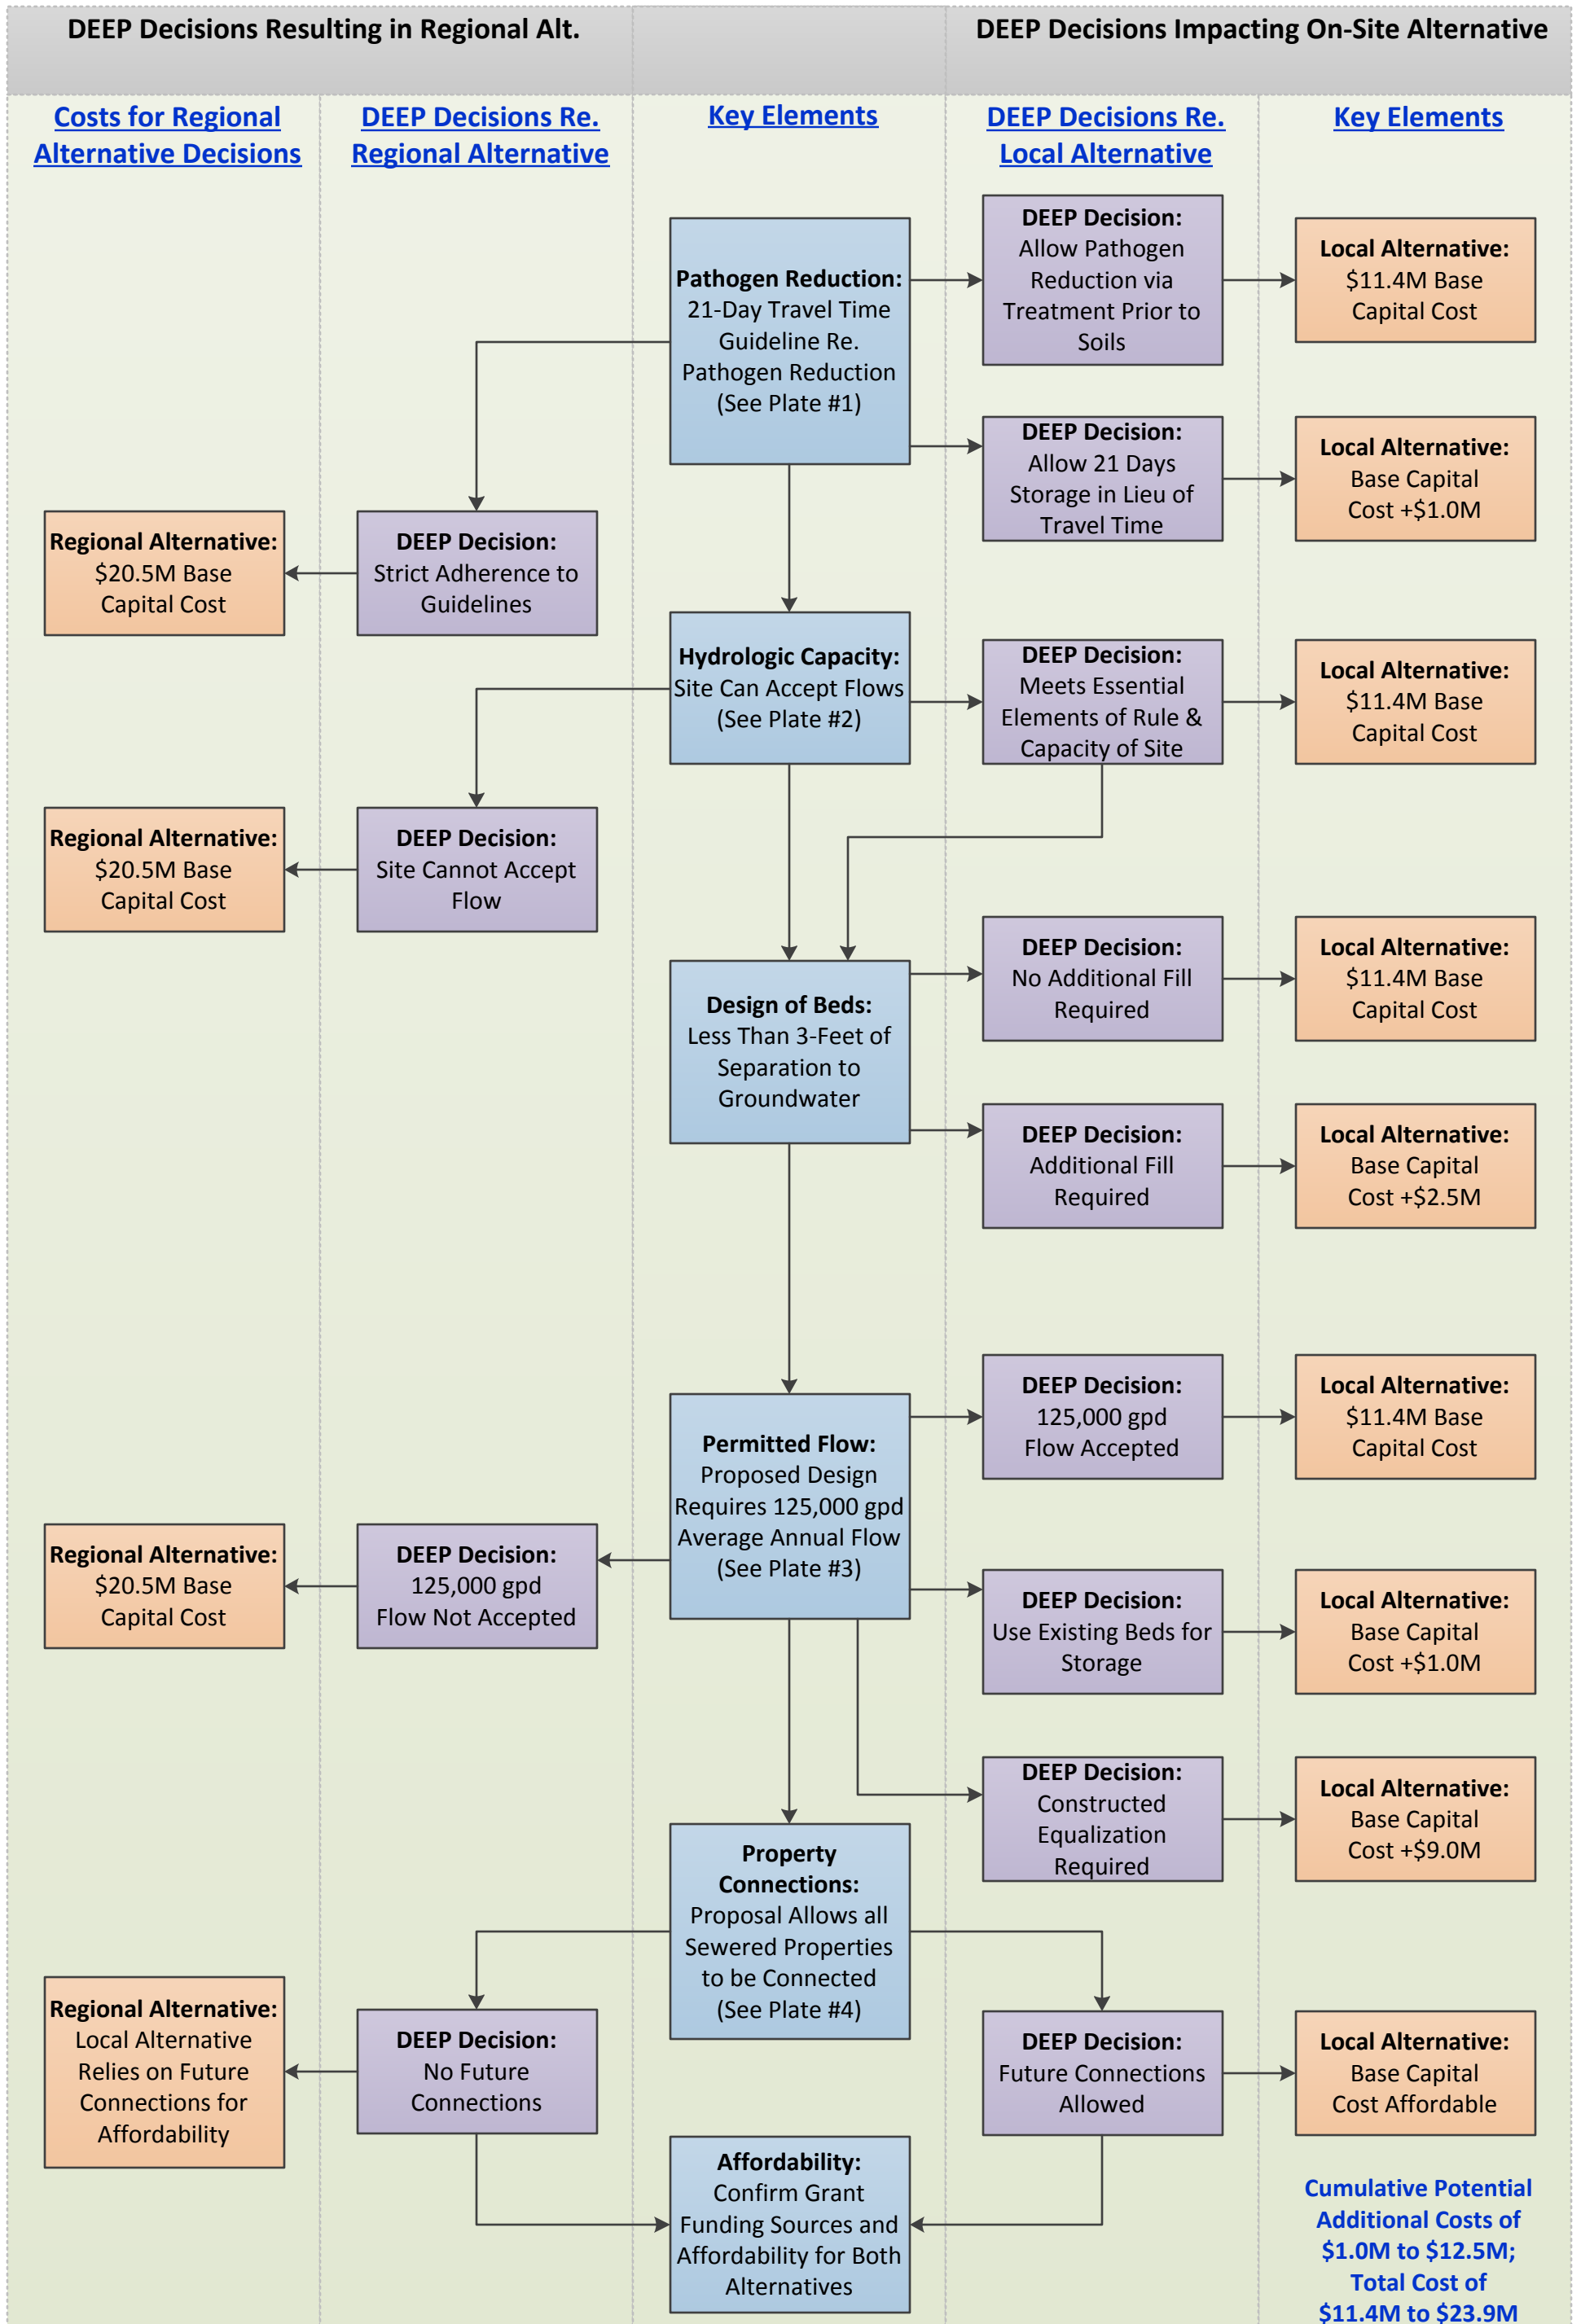 DEEP Decisions Resulting in Regional Alt.
DEEP Decisions Impacting On-Site Alternative
Costs for Regional
Alternative Decisions
DEEP Decisions Re.
Regional Alternative
Key Elements
DEEP Decisions Re.
Local Alternative
Key Elements
Pathogen Reduction:
21-Day Travel Time
Guideline Re.
Pathogen Reduction
(See Plate #1)
DEEP Decision:
Allow Pathogen
Reduction via
Treatment Prior to
Soils
Local Alternative:
$11.4M Base
Capital Cost
DEEP Decision:
Allow 21 Days
Storage in Lieu of
Travel Time
Local Alternative:
Base Capital
Cost +$1.0M
Regional Alternative:
$20.5M Base
Capital Cost
DEEP Decision:
Strict Adherence to
Guidelines
Hydrologic Capacity:
Site Can Accept Flows
(See Plate #2)
DEEP Decision:
Meets Essential
Elements of Rule &
Capacity of Site
Local Alternative:
$11.4M Base
Capital Cost
Regional Alternative:
$20.5M Base
Capital Cost
DEEP Decision:
Site Cannot Accept
Flow
Design of Beds:
Less Than 3-Feet of
Separation to
Groundwater
DEEP Decision:
No Additional Fill
Required
Local Alternative:
$11.4M Base
Capital Cost
DEEP Decision:
Additional Fill
Required
Local Alternative:
Base Capital
Cost +$2.5M
Permitted Flow:
Proposed Design
Requires 125,000 gpd
Average Annual Flow
(See Plate #3)
DEEP Decision:
125,000 gpd
Flow Accepted
Local Alternative:
$11.4M Base
Capital Cost
Regional Alternative:
$20.5M Base
Capital Cost
DEEP Decision:
125,000 gpd
Flow Not Accepted
DEEP Decision:
Use Existing Beds for
Storage
Local Alternative:
Base Capital
Cost +$1.0M
DEEP Decision:
Constructed
Equalization
Required
Local Alternative:
Base Capital
Cost +$9.0M
Property
Connections:
Proposal Allows all
Sewered Properties
to be Connected
(See Plate #4)
Regional Alternative:
Local Alternative
Relies on Future
Connections for
Affordability
DEEP Decision:
No Future
Connections
DEEP Decision:
Future Connections
Allowed
Local Alternative:
Base Capital
Cost Affordable
Affordability:
Confirm Grant
Funding Sources and
Affordability for Both
Alternatives
Cumulative Potential
Additional Costs of
$1.0M to $12.5M;
Total Cost of
$11.4M to $23.9M